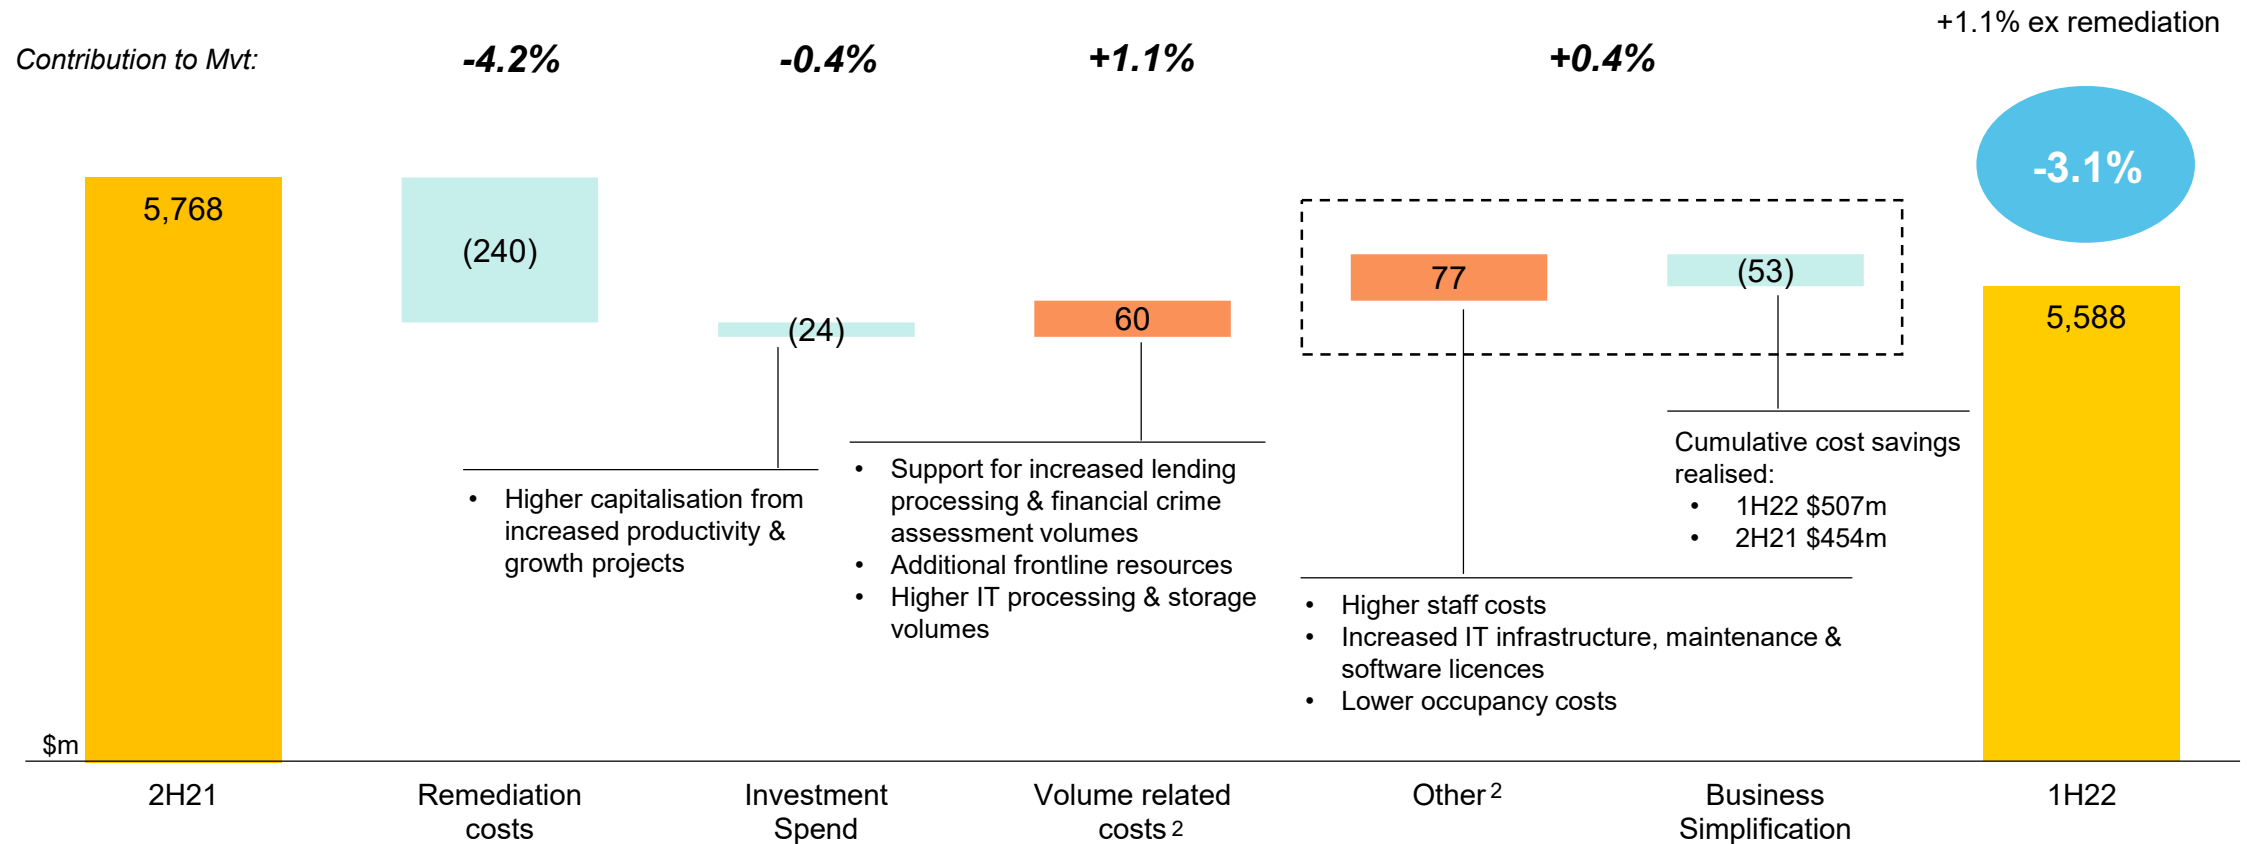 +1.1% ex remediation
Contribution to Mvt:
-4.2%
-0.4%
+1.1%
+0.4%
-3.1%
5,768
(240)
(24)
60
77
(53)
5,588
• Higher capitalisation from
increased productivity &
growth projects
• Support for increased lending
processing & financial crime
assessment volumes
• Additional frontline resources
• Higher IT processing & storage
volumes
• Higher staff costs
• Increased IT infrastructure, maintenance &
software licences
• Lower occupancy costs
Cumulative cost savings
realised:
• 1H22 $507m
• 2H21 $454m
$m
2H21
Remediation
costs
Investment
Spend
Volume related
costs 2
Other 2
Business
Simplification
1H22